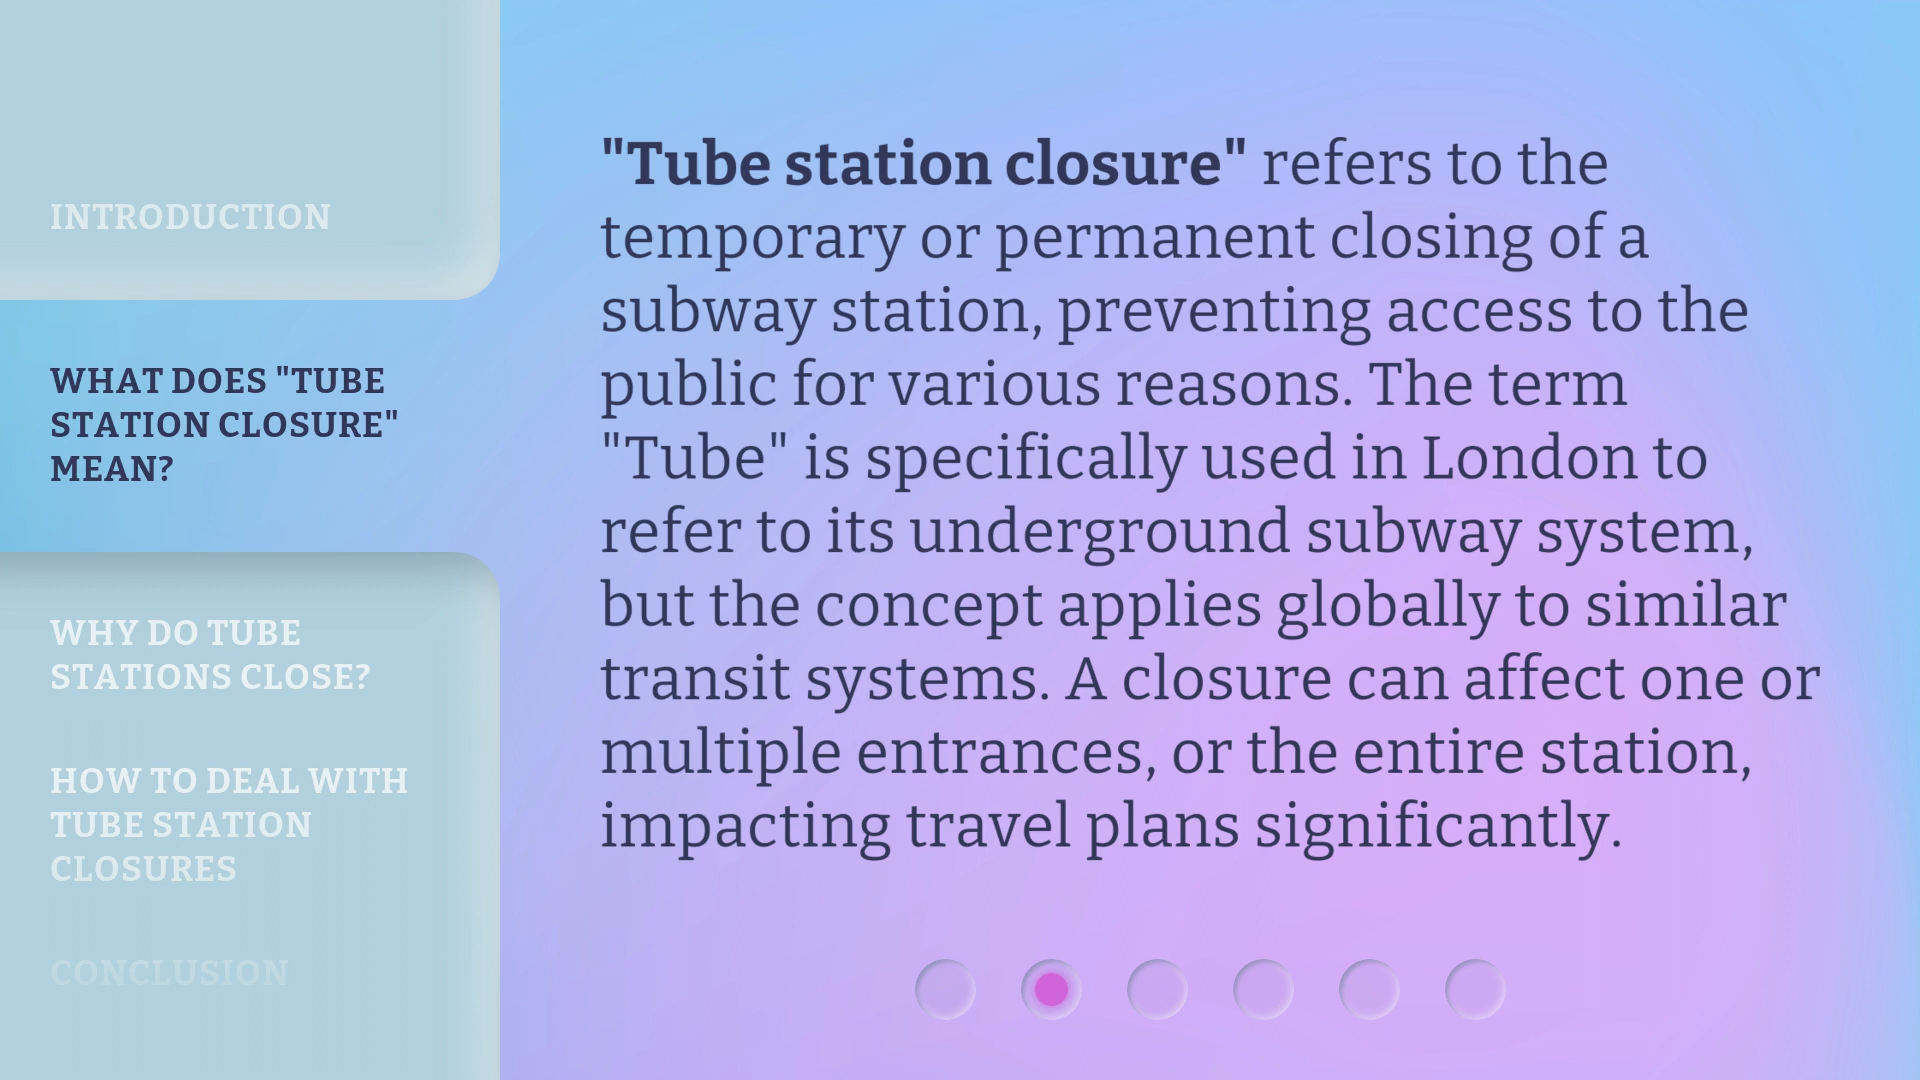 INTRODUCTION
WHAT DOES "TUBE
STATION CLOSURE"
MEAN?
WHY DO TUBE
STATIONS CLOSE?
HOW TO DEAL WITH
TUBE STATION
CLOSURES
CONCLUSION
"Tube station closure" refers to the
temporary or permanent closing of a
subway station, preventing access to the
public for various reasons. The term
"Tube" is specifically used in London to
refer to its underground subway system,
but the concept applies globally to similar
transit systems. A closure can affect one or
multiple entrances, or the entire station,
impacting travel plans significantly.